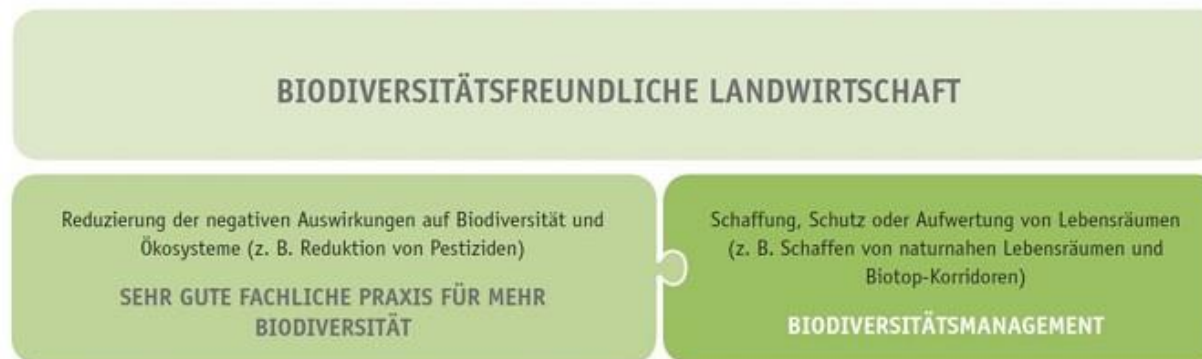 BIODIVERSITÄTSFREUNDLICHE LANDWIRTSCHAFT
Reduzierung der negativen Auswirkungen auf Biodiversität und
Ökosysteme (z. B. Reduktion von Pestiziden)
SEHR GUTE FACHLICHE PRAXIS FÜR MEHR
BIODIVERSITÄT
Schaffung, Schutz oder Aufwertung von Lebensräumen
(z. B. Schaffen von naturnahen Lebensräumen und
Biotop-Korridoren)
BIODIVERSITÄTSMANAGEMENT